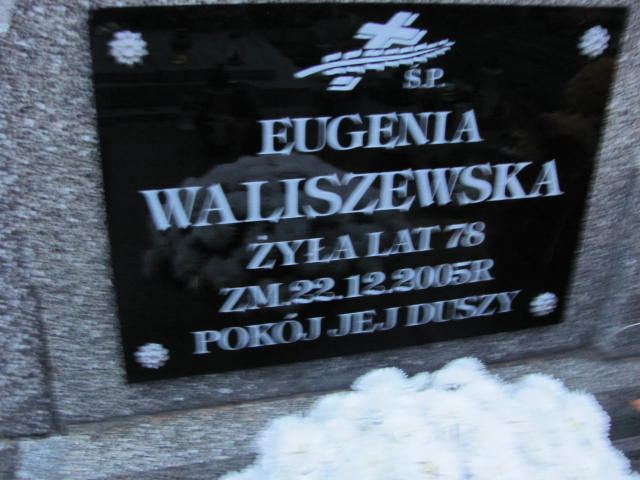 Ś.P.
EUGENIA
WALISZEWSKA
ŻYŁA LAT 78
ZM.22.12.2005R
POKÓJ JEJ DUSZY